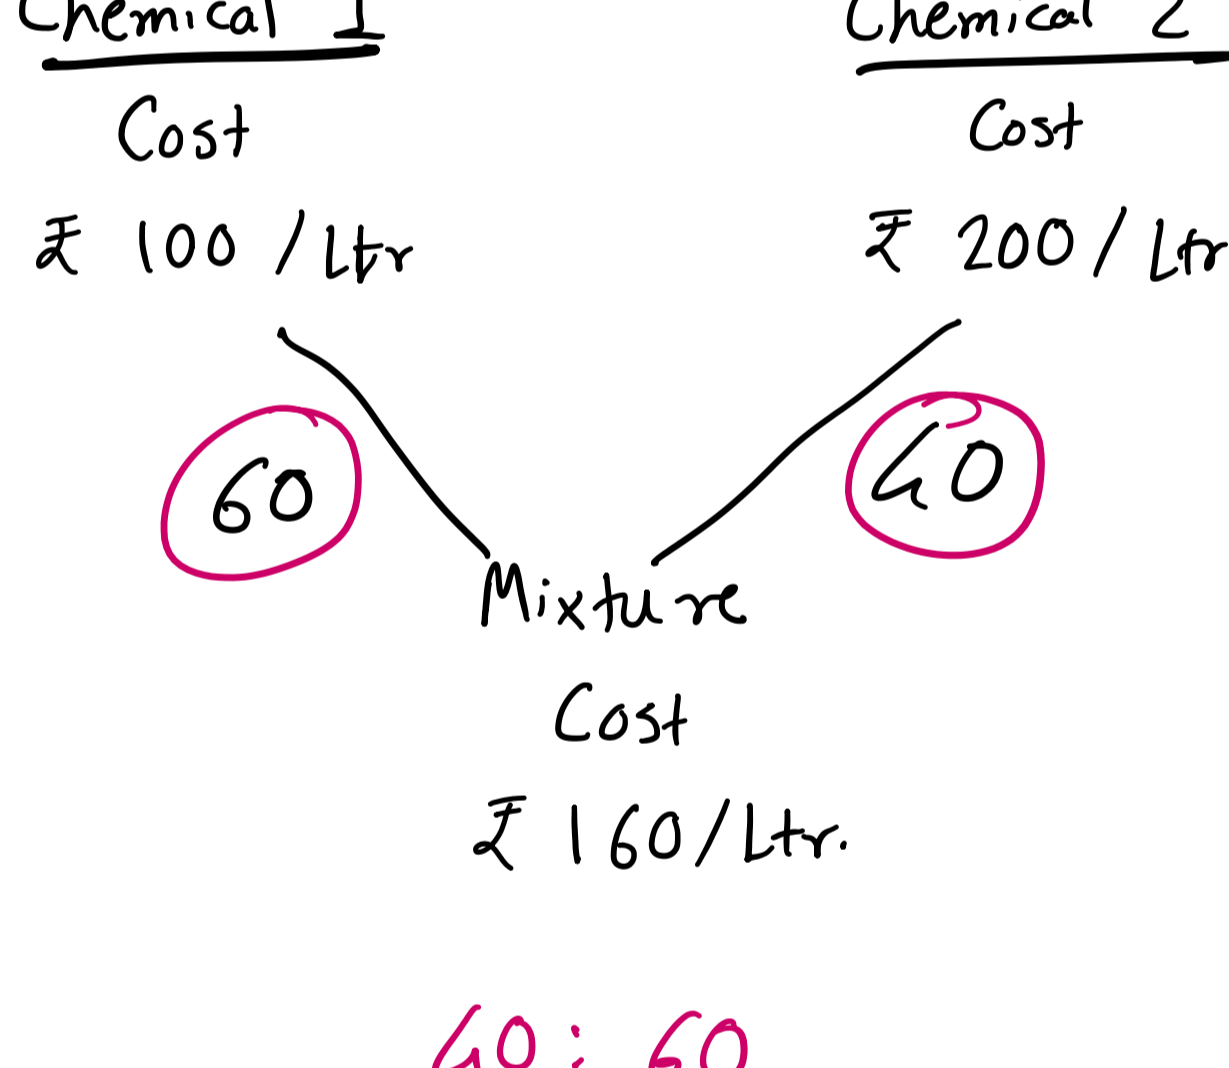 Chemical 1 Chemical 2
Cost Cost
₹ 100 / Ltr ₹ 200 / Ltr
60 40
Mixture
Cost
₹ 160/Ltr.
40 : 60